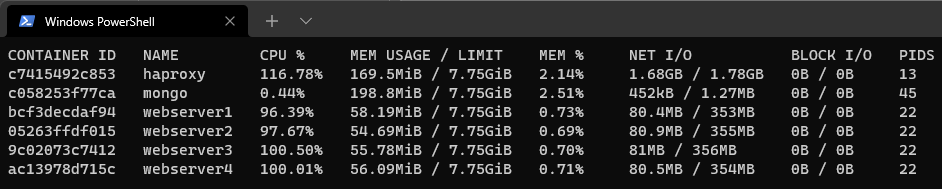 Windows PowerShell
CONTAINER ID NAME CPU % MEM USAGE / LIMIT MEM % NET I/O BLOCK I/O PIDS
c7415492c853 haproxy 116.78% 169.5MiB / 7.75GiB 2.14% 1.68GB / 1.78GB 0B / 0B 13
c058253f77ca mongo 0.44% 198.8MiB / 7.75GiB 2.51% 452kB / 1.27MB 0B / 0B 45
bcf3decdaf94 webserver1 96.39% 58.19MiB / 7.75GiB 0.73% 80.4MB / 353MB 0B / 0B 22
05263ffdf015 webserver2 97.67% 54.69MiB / 7.75GiB 0.69% 80.9MB / 355MB 0B / 0B 22
9c02073c7412 webserver3 100.50% 55.78MiB / 7.75GiB 0.70% 81MB / 356MB 0B / 0B 22
ac13978d715c webserver4 100.01% 56.09MiB / 7.75GiB 0.71% 80.5MB / 354MB 0B / 0B 22